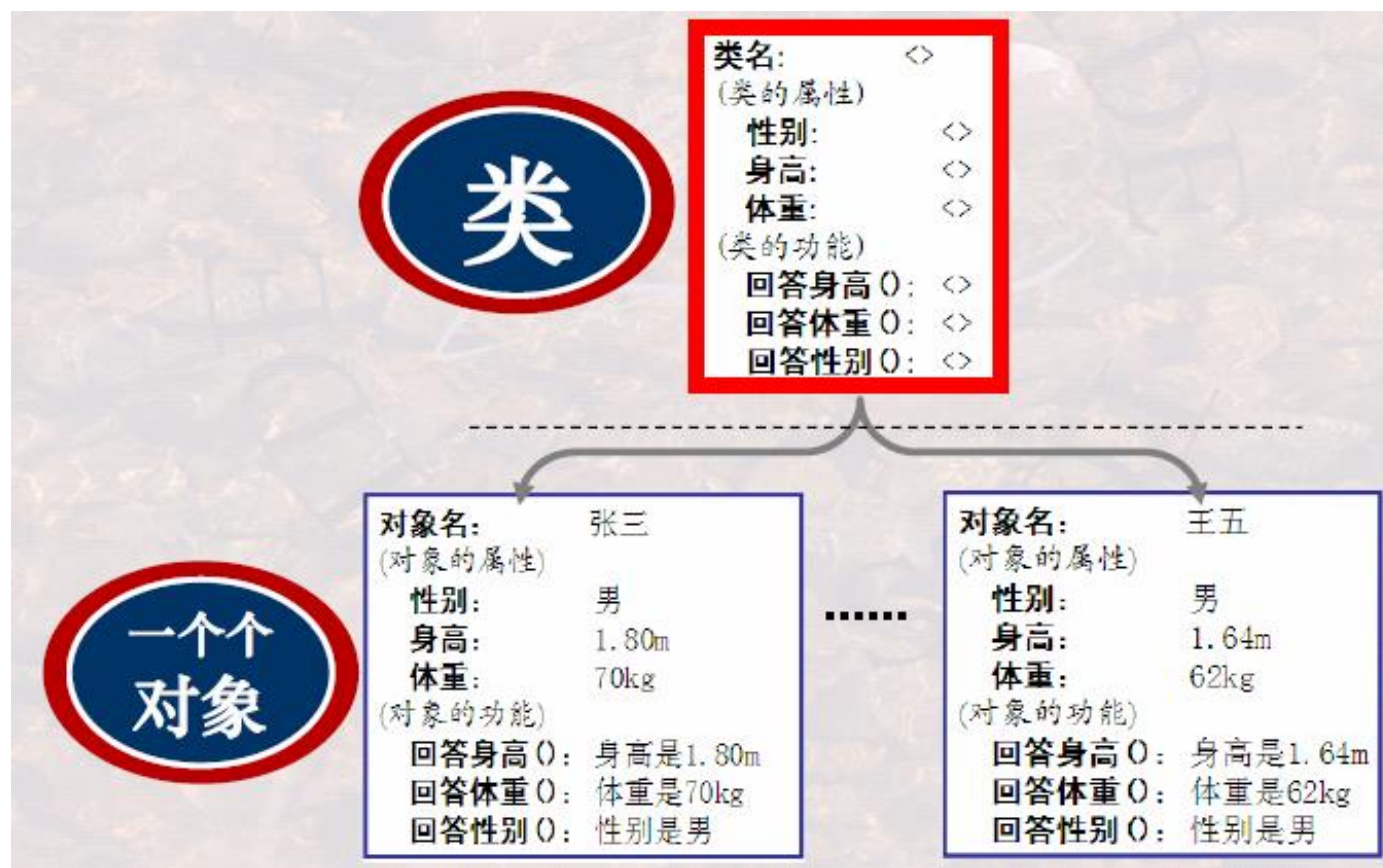 类
类名: <>
(类的属性)
性别: <>
身高: <>
体重: <>
(类的功能)
回答身高(): <>
回答体重(): <>
回答性别(): <>
一个个
对象
对象名: 张三
(对象的属性)
性别: 男
身高: 1.80m
体重: 70kg
(对象的功能)
回答身高(): 身高是1.80m
回答体重(): 体重是70kg
回答性别(): 性别是男
......
对象名: 王五
(对象的属性)
性别: 男
身高: 1.64m
体重: 62kg
(对象的功能)
回答身高(): 身高是1.64m
回答体重(): 体重是62kg
回答性别(): 性别是男